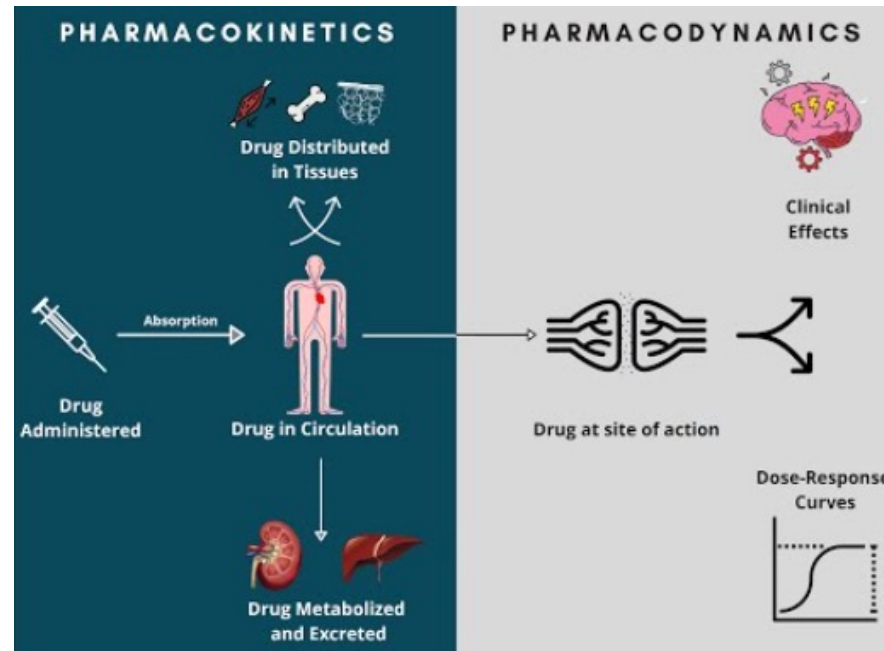 PHARMACOKINETICS
PHARMACODYNAMICS
Drug Distributed
in Tissues
Clinical
Effects
Absorption
Drug
Administered
Drug in Circulation
Drug at site of action
Dose-Response
Curves
Drug Metabolized
and Excreted